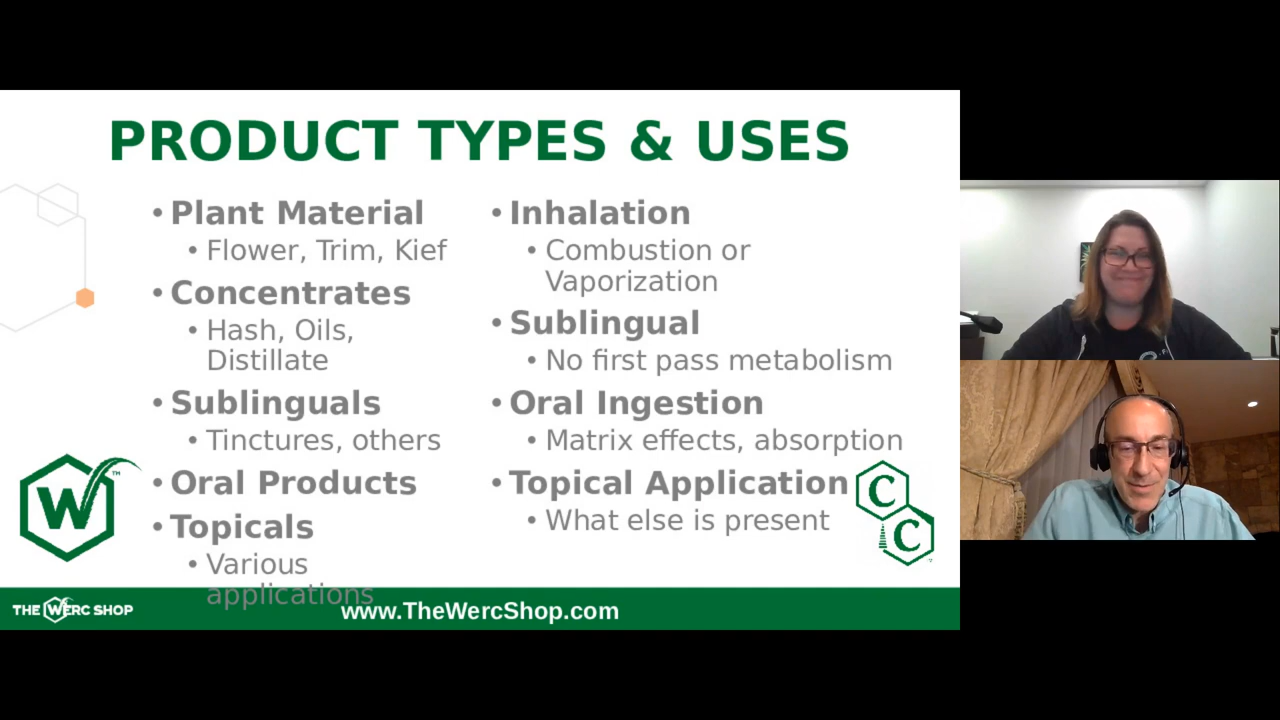 PRODUCT TYPES & USES
• Plant Material
• Flower, Trim, Kief
• Concentrates
• Hash, Oils,
Distillate
• Sublinguals
• Tinctures, others
• Oral Products
• Topicals
• Various
applications
• Inhalation
• Combustion or
Vaporization
• Sublingual
• No first pass metabolism
• Oral Ingestion
• Matrix effects, absorption
• Topical Application
• What else is present
W
TM
C
C
THE WERC SHOP
www.TheWercShop.com